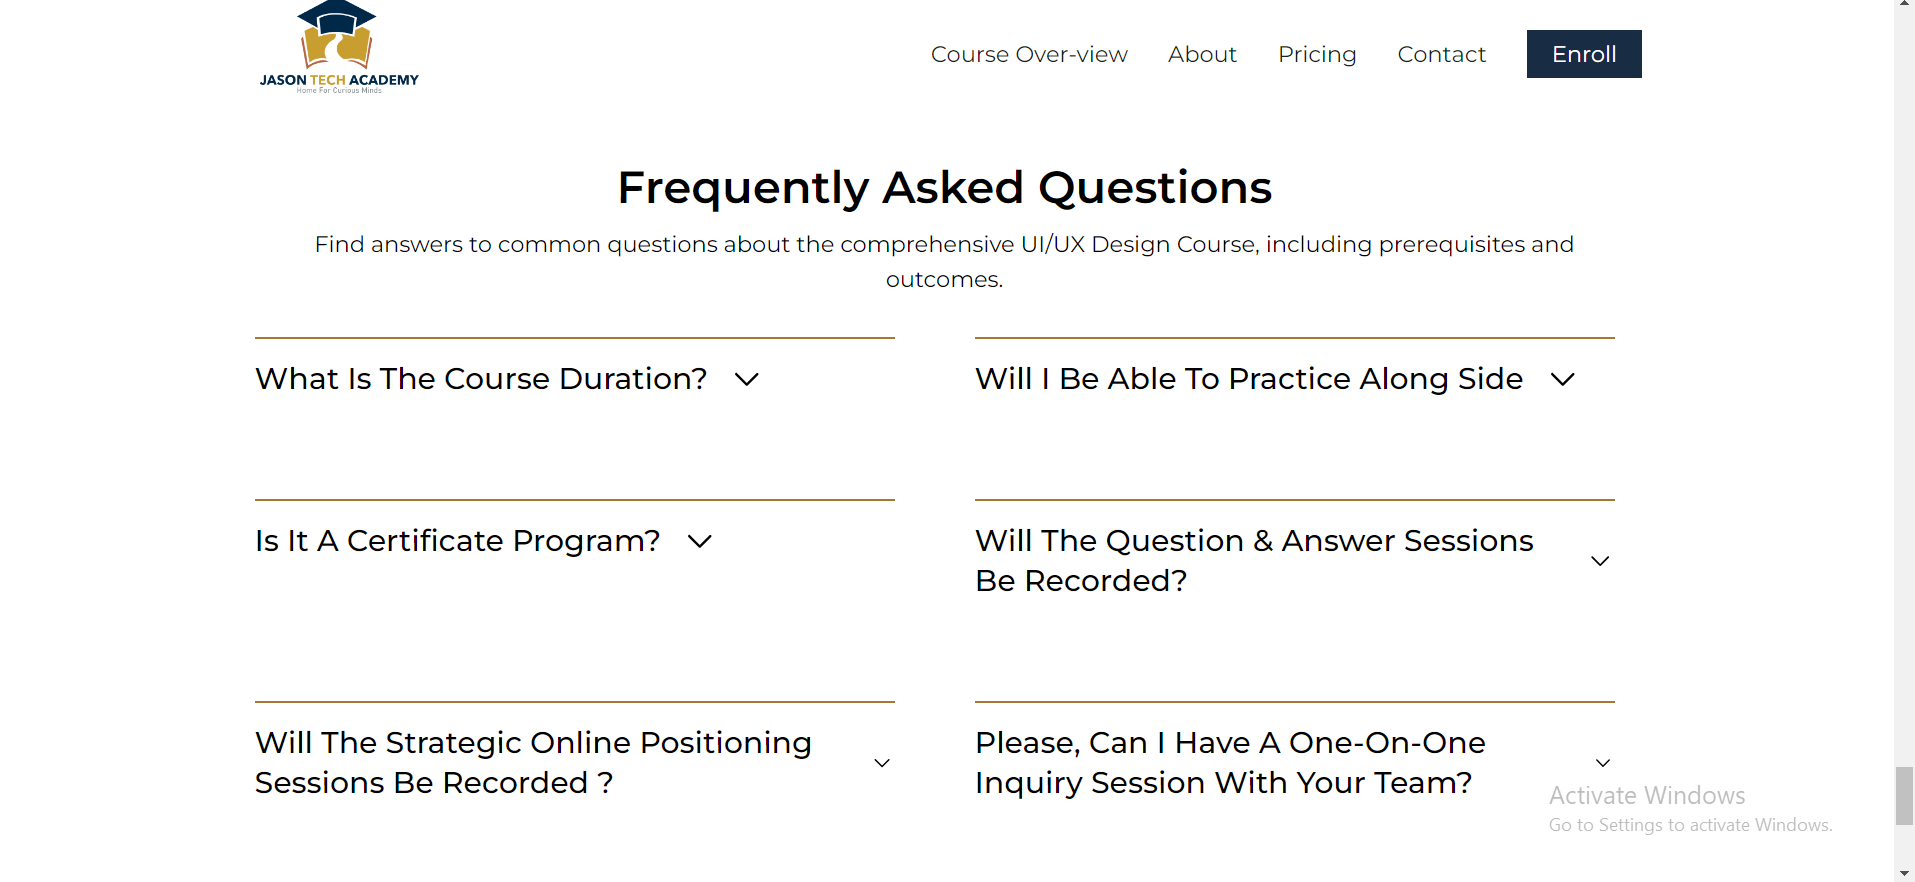 JASON TECH ACADEMY
Home For Curious Minds
Course Over-view About Pricing Contact Enroll
Frequently Asked Questions
Find answers to common questions about the comprehensive UI/UX Design Course, including prerequisites and
outcomes.
What Is The Course Duration?
Will I Be Able To Practice Along Side
Is It A Certificate Program?
Will The Question & Answer Sessions
Be Recorded?
Will The Strategic Online Positioning
Sessions Be Recorded ?
Please, Can I Have A One-On-One
Inquiry Session With Your Team?
Activate Windows
Go to Settings to activate Windows.